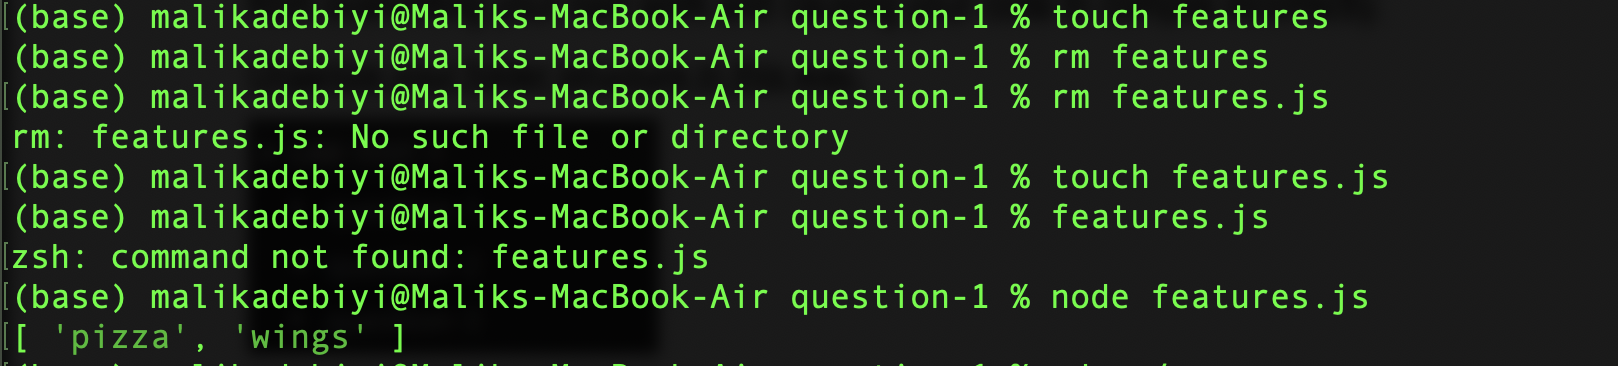 (base) malikadebiyi@Maliks-MacBook-Air question-1 % touch features
(base) malikadebiyi@Maliks-MacBook-Air question-1 % rm features
(base) malikadebiyi@Maliks-MacBook-Air question-1 % rm features.js
rm: features.js: No such file or directory
(base) malikadebiyi@Maliks-MacBook-Air question-1 % touch features.js
(base) malikadebiyi@Maliks-MacBook-Air question-1 % features.js
zsh: command not found: features.js
(base) malikadebiyi@Maliks-MacBook-Air question-1 % node features.js
[ 'pizza', 'wings' ]